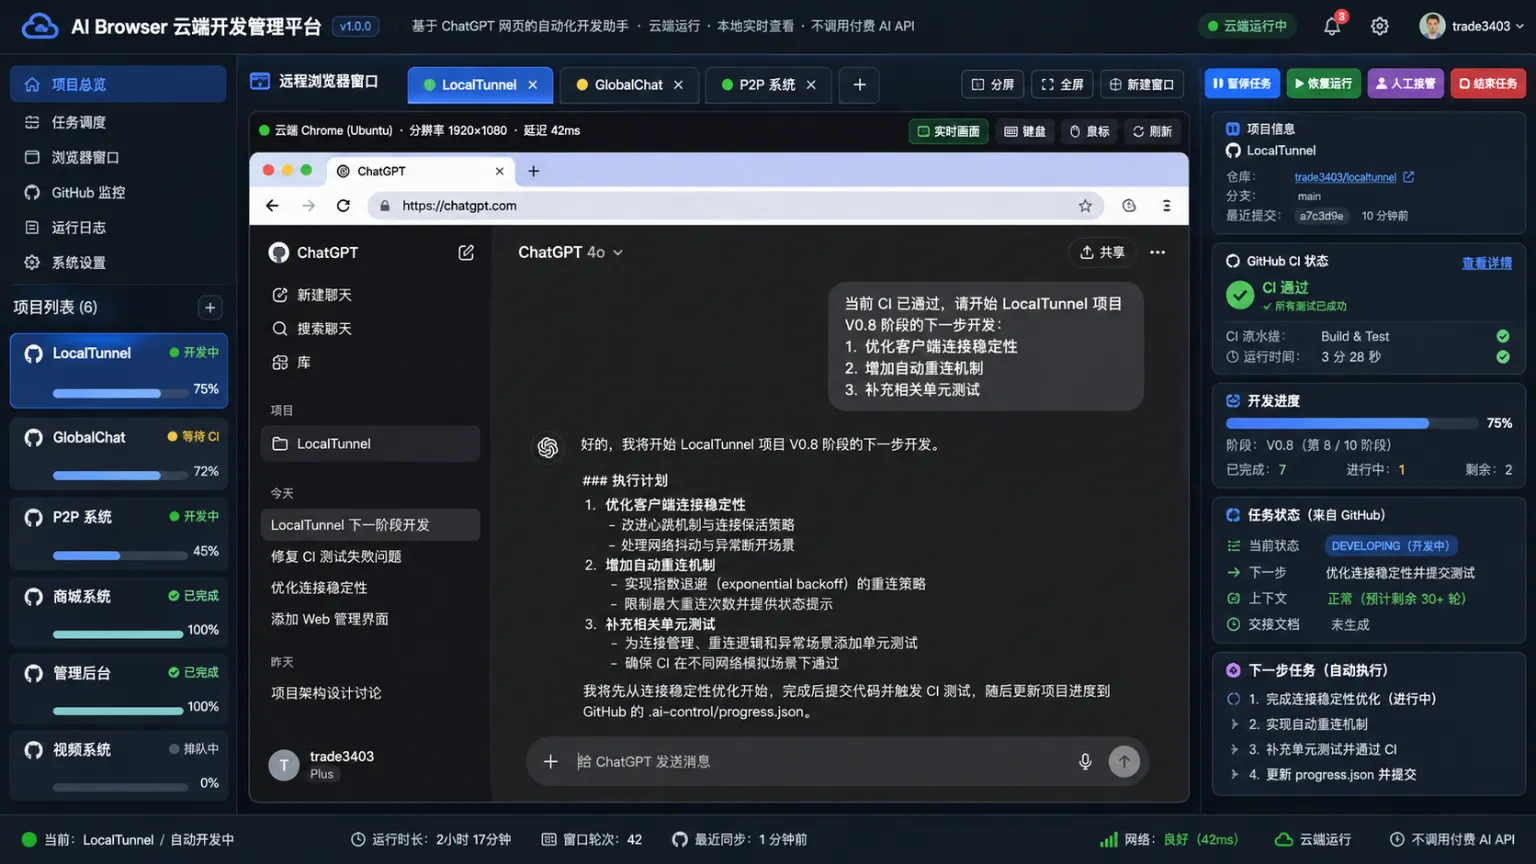 AI Browser 云端开发管理平台 v1.0.0 基于 ChatGPT 网页的自动化开发助手 · 云端运行 · 本地实时查看 · 不调用付费 AI API 云端运行中 3 trade3403
项目总览
任务调度
浏览器窗口
GitHub 监控
运行日志
系统设置
项目列表 (6) +
LocalTunnel 开发中
75%
GlobalChat 等待 CI
72%
P2P 系统 开发中
45%
商城系统 已完成
100%
管理后台 已完成
100%
视频系统 排队中
0%
远程浏览器窗口 LocalTunnel × GlobalChat × P2P 系统 × + 分屏 全屏 新建窗口
云端 Chrome (Ubuntu) · 分辨率 1920×1080 · 延迟 42ms 实时画面 键盘 鼠标 刷新
ChatGPT × +
https://chatgpt.com
ChatGPT
新建聊天
搜索聊天
库
项目
LocalTunnel
今天
LocalTunnel 下一阶段开发
修复 CI 测试失败问题
优化连接稳定性
添加 Web 管理界面
昨天
项目架构设计讨论
T trade3403
Plus
ChatGPT 4o 共享 ···
当前 CI 已通过，请开始 LocalTunnel 项目
V0.8 阶段的下一步开发：
1. 优化客户端连接稳定性
2. 增加自动重连机制
3. 补充相关单元测试
好的，我将开始 LocalTunnel 项目 V0.8 阶段的下一步开发。
### 执行计划
1. 优化客户端连接稳定性
- 改进心跳机制与连接保活策略
- 处理网络抖动与异常断开场景
2. 增加自动重连机制
- 实现指数退避（exponential backoff）的重连策略
- 限制最大重连次数并提供状态提示
3. 补充相关单元测试
- 为连接管理、重连逻辑和异常场景添加单元测试
- 确保 CI 在不同网络模拟场景下通过
我将先从连接稳定性优化开始，完成后提交代码并触发 CI 测试，随后更新项目进度到
GitHub 的 .ai-control/progress.json。
+ 给 ChatGPT 发送消息
暂停任务 恢复运行 人工接管 结束任务
项目信息
LocalTunnel
仓库： trade3403/localtunnel
分支： main
最近提交： a7c3d9e 10 分钟前
GitHub CI 状态 查看详情
CI 通过
✓ 所有测试已成功
CI 流水线： Build & Test
运行时间： 3 分 28 秒
开发进度
75%
阶段：V0.8（第 8 / 10 阶段）
已完成：7 进行中：1 剩余：2
任务状态（来自 GitHub）
当前状态 DEVELOPING（开发中）
下一步 优化连接稳定性并提交测试
上下文 正常（预计剩余 30+ 轮）
交接文档 未生成
下一步任务（自动执行）
1. 完成连接稳定性优化（进行中）
2. 实现自动重连机制
3. 补充单元测试并通过 CI
4. 更新 progress.json 并提交
当前：LocalTunnel / 自动开发中 运行时长：2小时 17分钟 窗口轮次：42 最近同步：1 分钟前 网络：良好（42ms） 云端运行 不调用付费 AI API